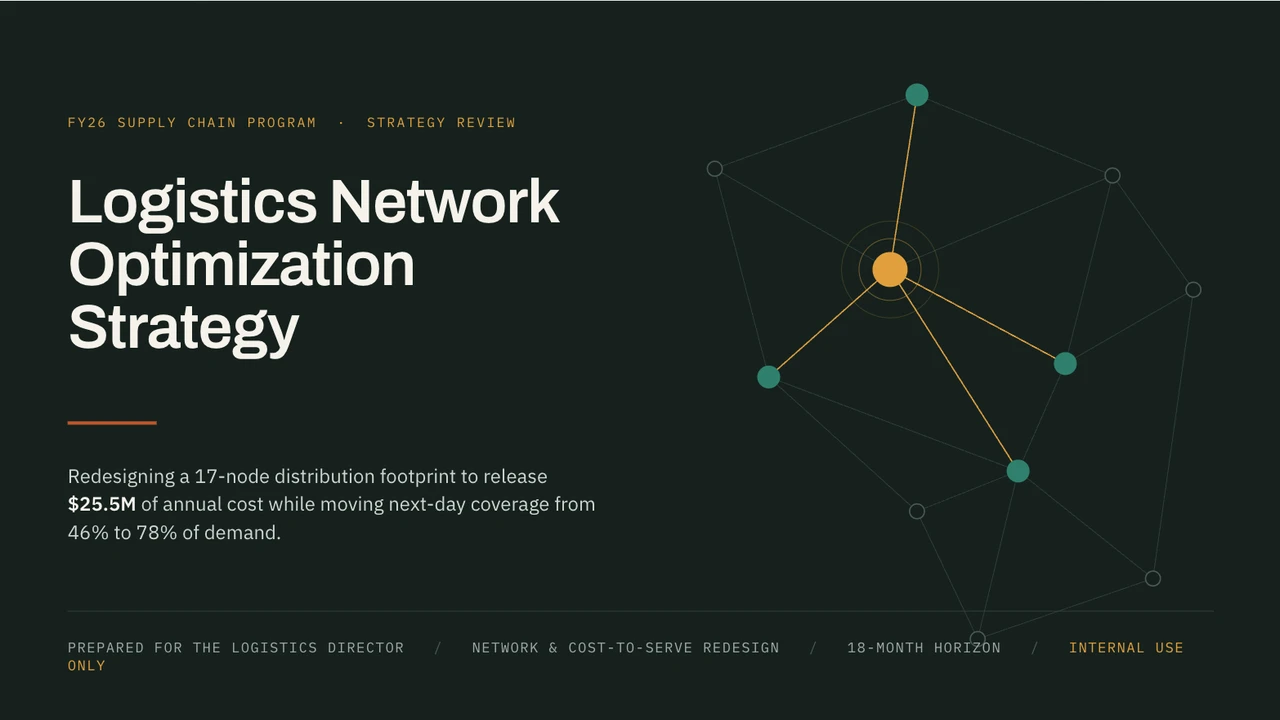 FY26 SUPPLY CHAIN PROGRAM · STRATEGY REVIEW
Logistics Network
Optimization
Strategy
Redesigning a 17-node distribution footprint to release
$25.5M of annual cost while moving next-day coverage from
46% to 78% of demand.
PREPARED FOR THE LOGISTICS DIRECTOR / NETWORK & COST-TO-SERVE REDESIGN / 18-MONTH HORIZON / INTERNAL USE
ONLY